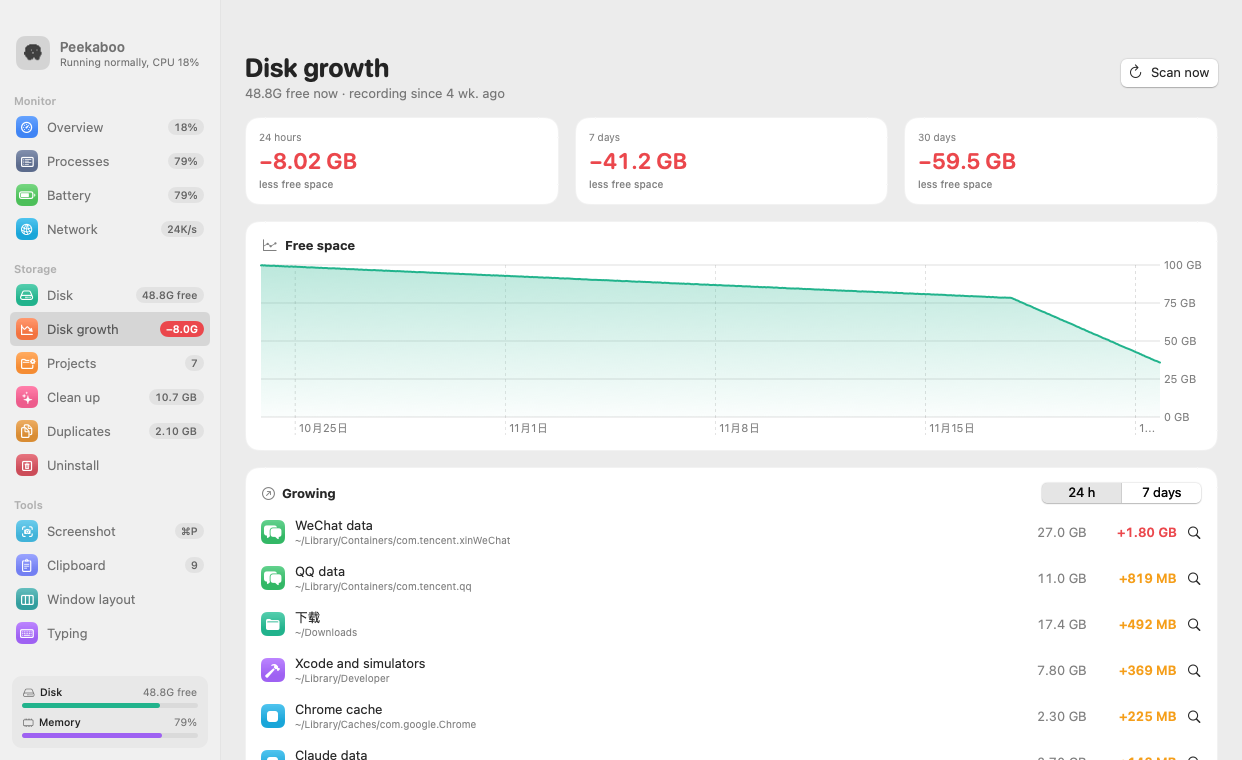 Peekaboo
Running normally, CPU 18%
Monitor
Overview 18%
Processes 79%
Battery 79%
Network 24K/s
Storage
Disk 48.8G free
Disk growth −8.0G
Projects 7
Clean up 10.7 GB
Duplicates 2.10 GB
Uninstall
Tools
Screenshot ⌘P
Clipboard 9
Window layout
Typing
Disk 48.8G free
Memory 79%
Disk growth
48.8G free now · recording since 4 wk. ago
Scan now
24 hours
−8.02 GB
less free space
7 days
−41.2 GB
less free space
30 days
−59.5 GB
less free space
Free space
100 GB
75 GB
50 GB
25 GB
0 GB
10月25日 11月1日 11月8日 11月15日 1...
Growing
24 h 7 days
WeChat data
~/Library/Containers/com.tencent.xinWeChat
27.0 GB +1.80 GB
QQ data
~/Library/Containers/com.tencent.qq
11.0 GB +819 MB
下载
~/Downloads
17.4 GB +492 MB
Xcode and simulators
~/Library/Developer
7.80 GB +369 MB
Chrome cache
~/Library/Caches/com.google.Chrome
2.30 GB +225 MB
Claude data